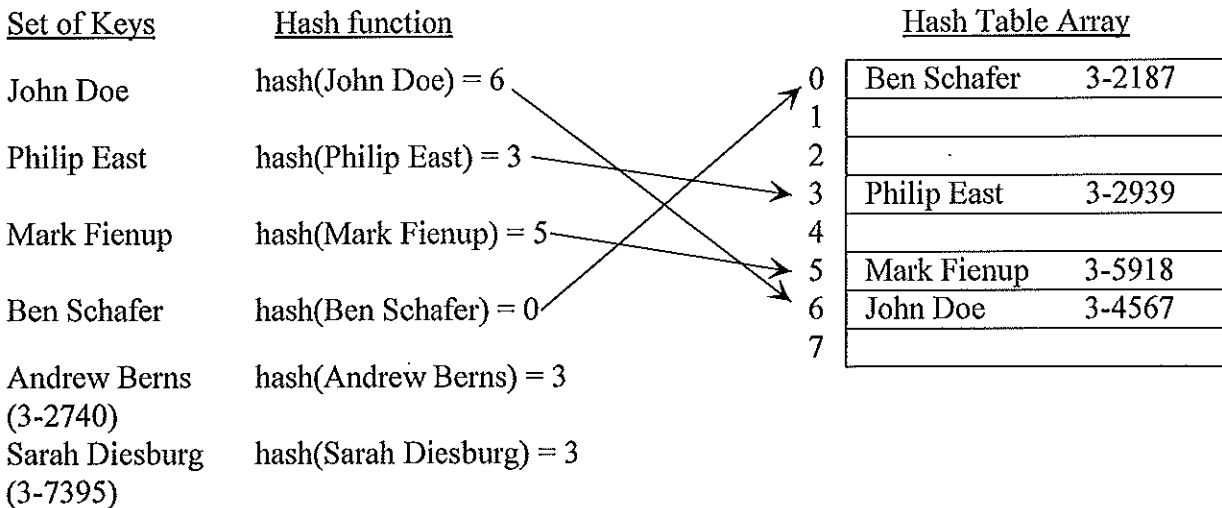 Set of Keys Hash function Hash Table Array
John Doe hash(John Doe) = 6
Philip East hash(Philip East) = 3
Mark Fienup hash(Mark Fienup) = 5
Ben Schafer hash(Ben Schafer) = 0
Andrew Berns hash(Andrew Berns) = 3
(3-2740)
Sarah Diesburg hash(Sarah Diesburg) = 3
(3-7395)
0 Ben Schafer 3-2187
1
2
3 Philip East 3-2939
4
5 Mark Fienup 3-5918
6 John Doe 3-4567
7